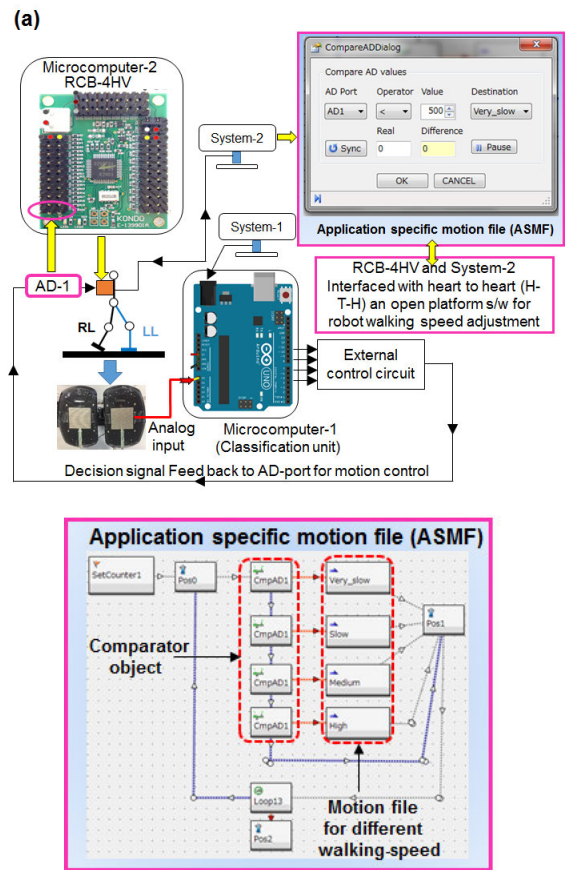 (a)
Microcomputer-2
RCB-4HV
KONDO
System-2
System-1
CompareADDialog
Compare AD values
AD Port Operator Value Destination
AD1 < 500 Very_slow
Real Difference
Sync 0 0 Pause
OK CANCEL
Application specific motion file (ASMF)
RCB-4HV and System-2
Interfaced with heart to heart (H-
T-H) an open platform s/w for
robot walking speed adjustment
AD-1
RL LL
UNO
ARDUINO
External
control circuit
Analog
input
Microcomputer-1
(Classification unit)
Decision signal Feed back to AD-port for motion control
Application specific motion file (ASMF)
SetCounter1
Pos0
CmpAD1
Very_slow
Pos1
CmpAD1
Slow
Comparator
object
CmpAD1
Medium
CmpAD1
High
Loop13
Pos2
Motion file
for different
walking-speed